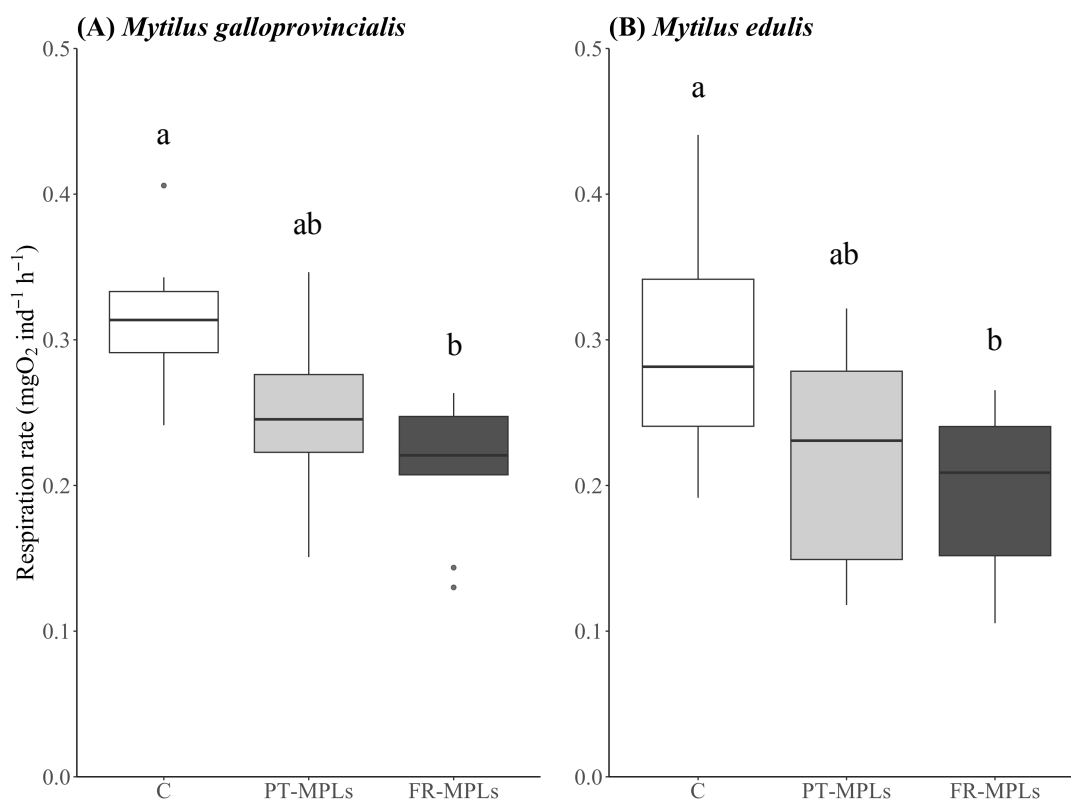 (A) Mytilus galloprovincialis
(B) Mytilus edulis
Respiration rate (mgO₂ ind⁻¹ h⁻¹)
0.5
0.4
0.3
0.2
0.1
0.0
a
ab
b
C
PT-MPLs
FR-MPLs
0.5
0.4
0.3
0.2
0.1
0.0
a
ab
b
C
PT-MPLs
FR-MPLs